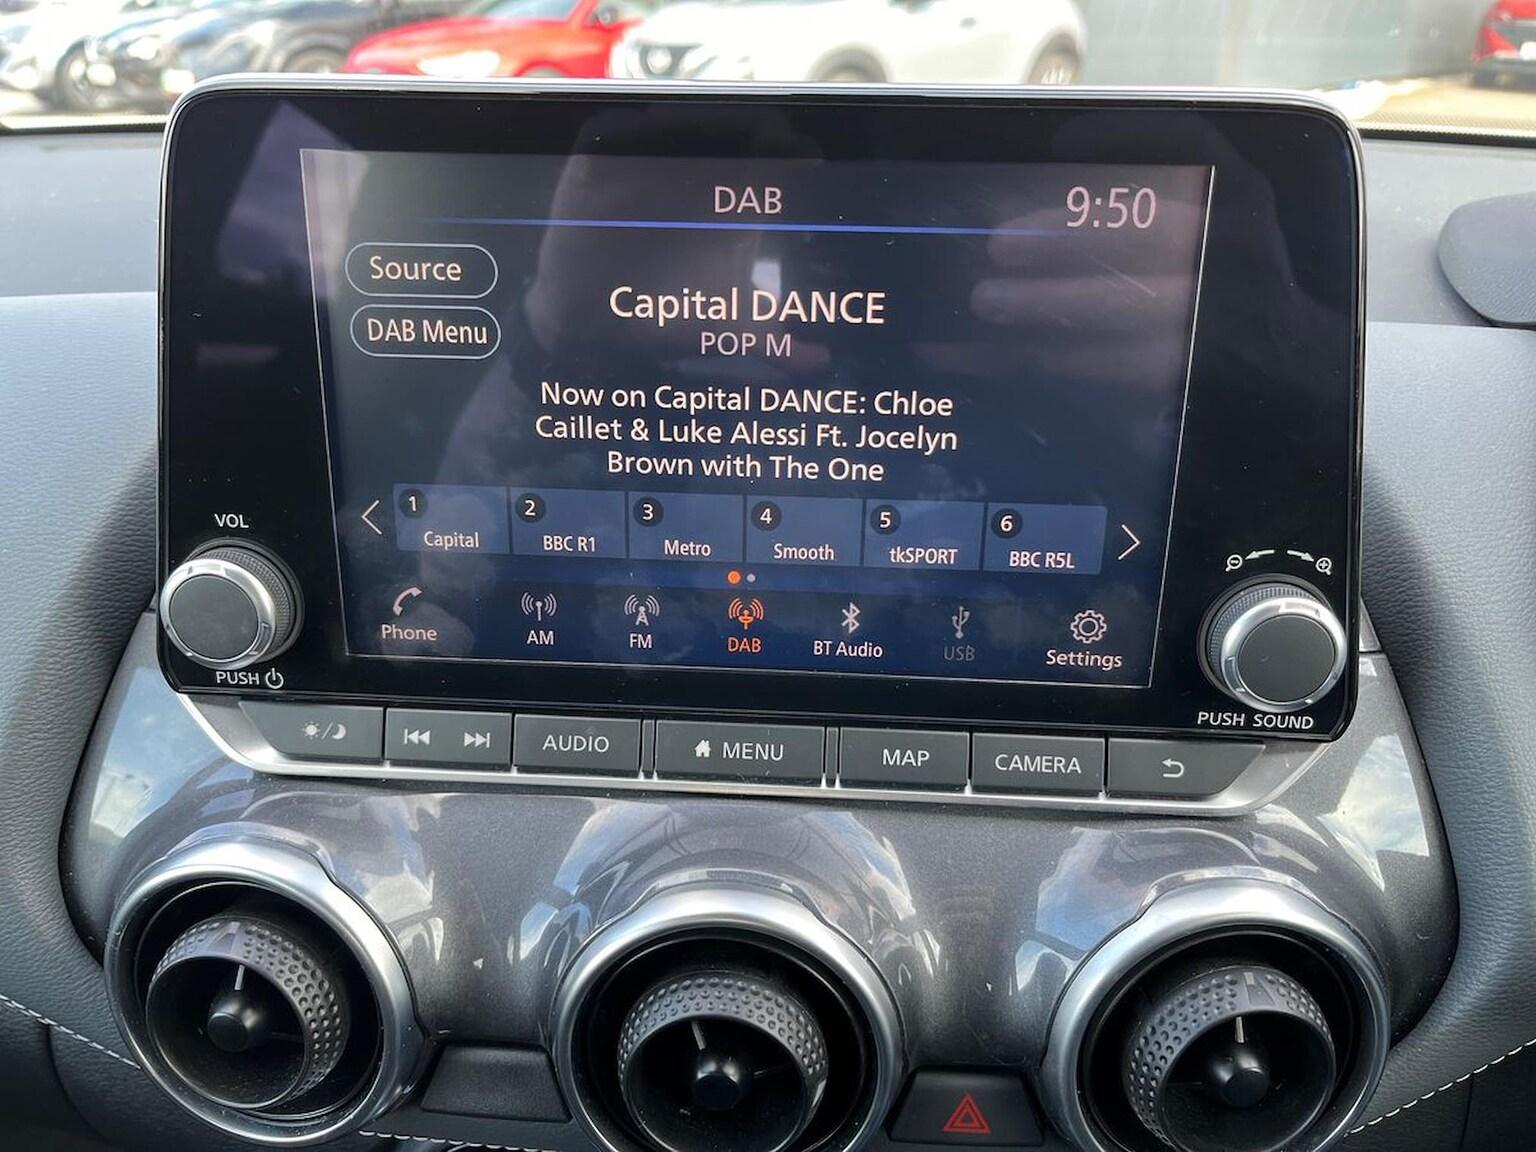 DAB
9:50
Source
DAB Menu
Capital DANCE
POP M
Now on Capital DANCE: Chloe
Caillet & Luke Alessi Ft. Jocelyn
Brown with The One
1 Capital
2 BBC R1
3 Metro
4 Smooth
5 tkSPORT
6 BBC R5L
Phone
AM
FM
DAB
BT Audio
USB
Settings
VOL
PUSH
PUSH SOUND
AUDIO
MENU
MAP
CAMERA